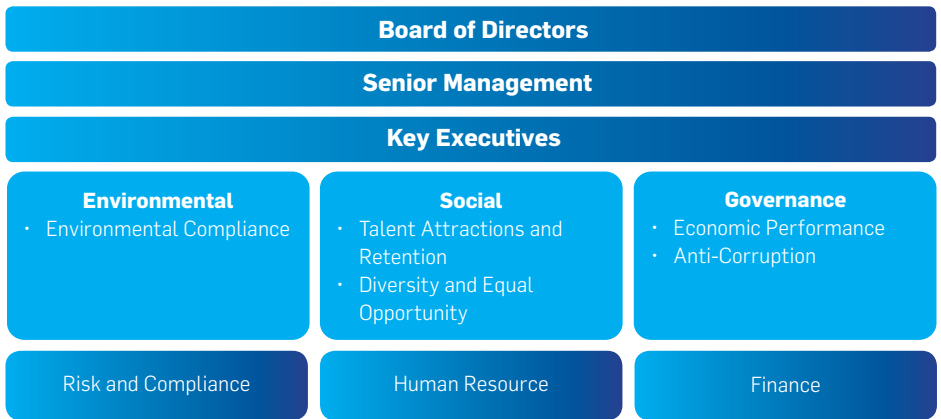 Board of Directors
Senior Management
Key Executives
Environmental
· Environmental Compliance
Social
· Talent Attractions and
Retention
· Diversity and Equal
Opportunity
Governance
· Economic Performance
· Anti-Corruption
Risk and Compliance
Human Resource
Finance